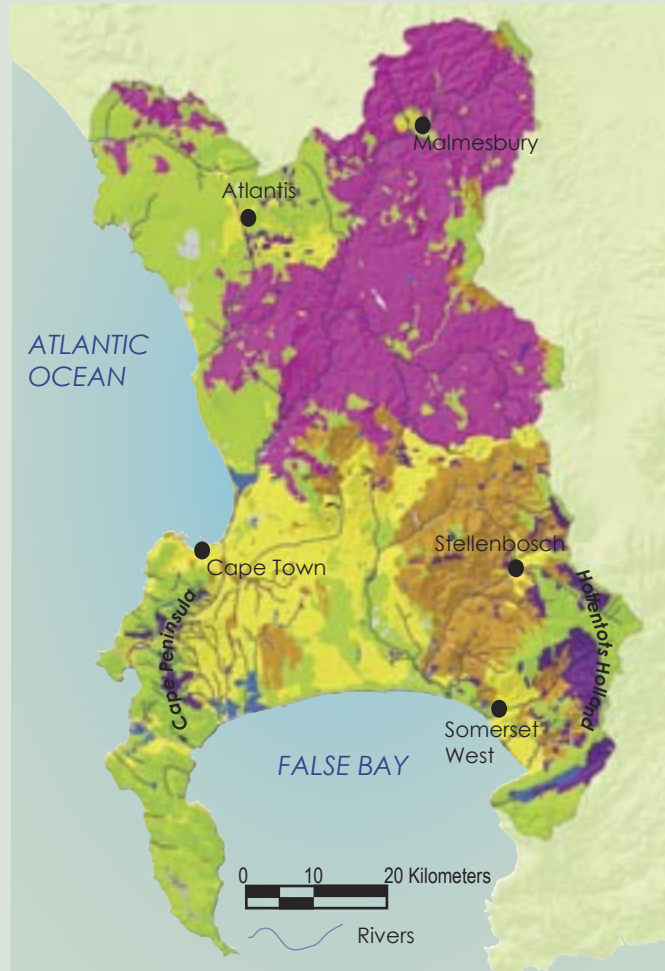 Malmesbury
Atlantis
ATLANTIC
OCEAN
Stellenbosch
Cape Town
Hottentots Holland
Cape Peninsula
Somerset
West
FALSE BAY
0 10 20 Kilometers
Rivers